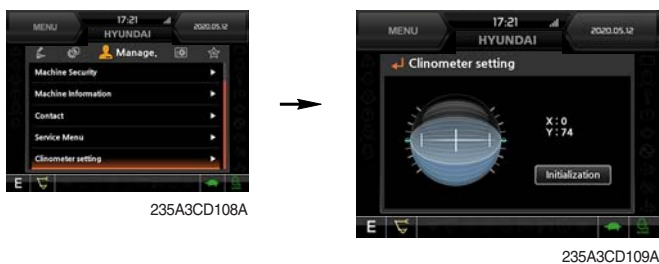 MENU
17:21
2020.05.12
HYUNDAI
Manage.
Machine Security
Machine Information
Contact
Service Menu
Clinometer setting
E
235A3CD108A
MENU
17:21
2020.05.12
HYUNDAI
Clinometer setting
X : 0
Y : 74
Initialization
E
235A3CD109A